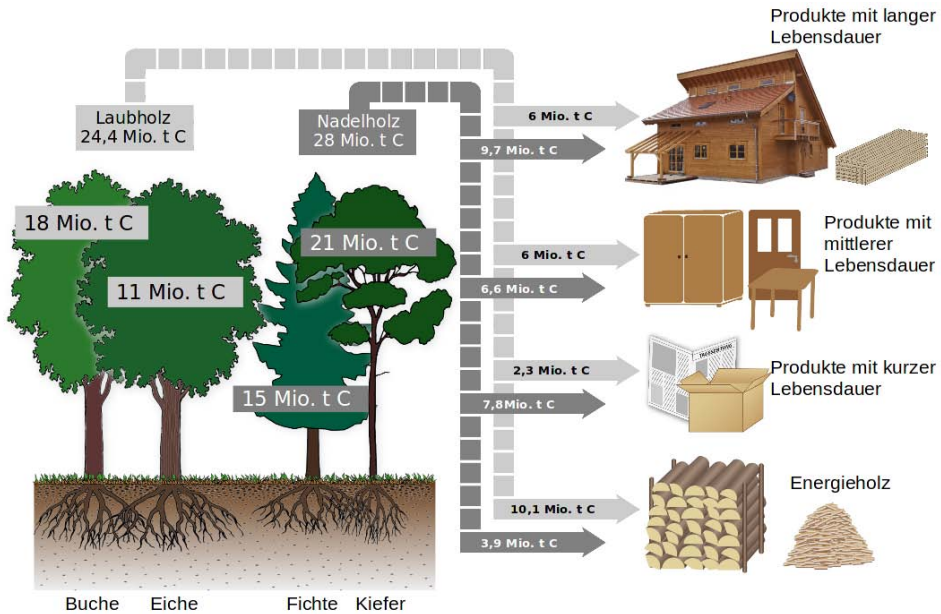 Produkte mit langer
Lebensdauer
Laubholz
24,4 Mio. t C
Nadelholz
28 Mio. t C
6 Mio. t C
9,7 Mio. t C
18 Mio. t C
11 Mio. t C
21 Mio. t C
15 Mio. t C
6 Mio. t C
6,6 Mio. t C
Produkte mit
mittlerer
Lebensdauer
2,3 Mio. t C
7,8Mio. t C
Produkte mit kurzer
Lebensdauer
10,1 Mio. t C
3,9 Mio. t C
Energieholz
Buche
Eiche
Fichte
Kiefer